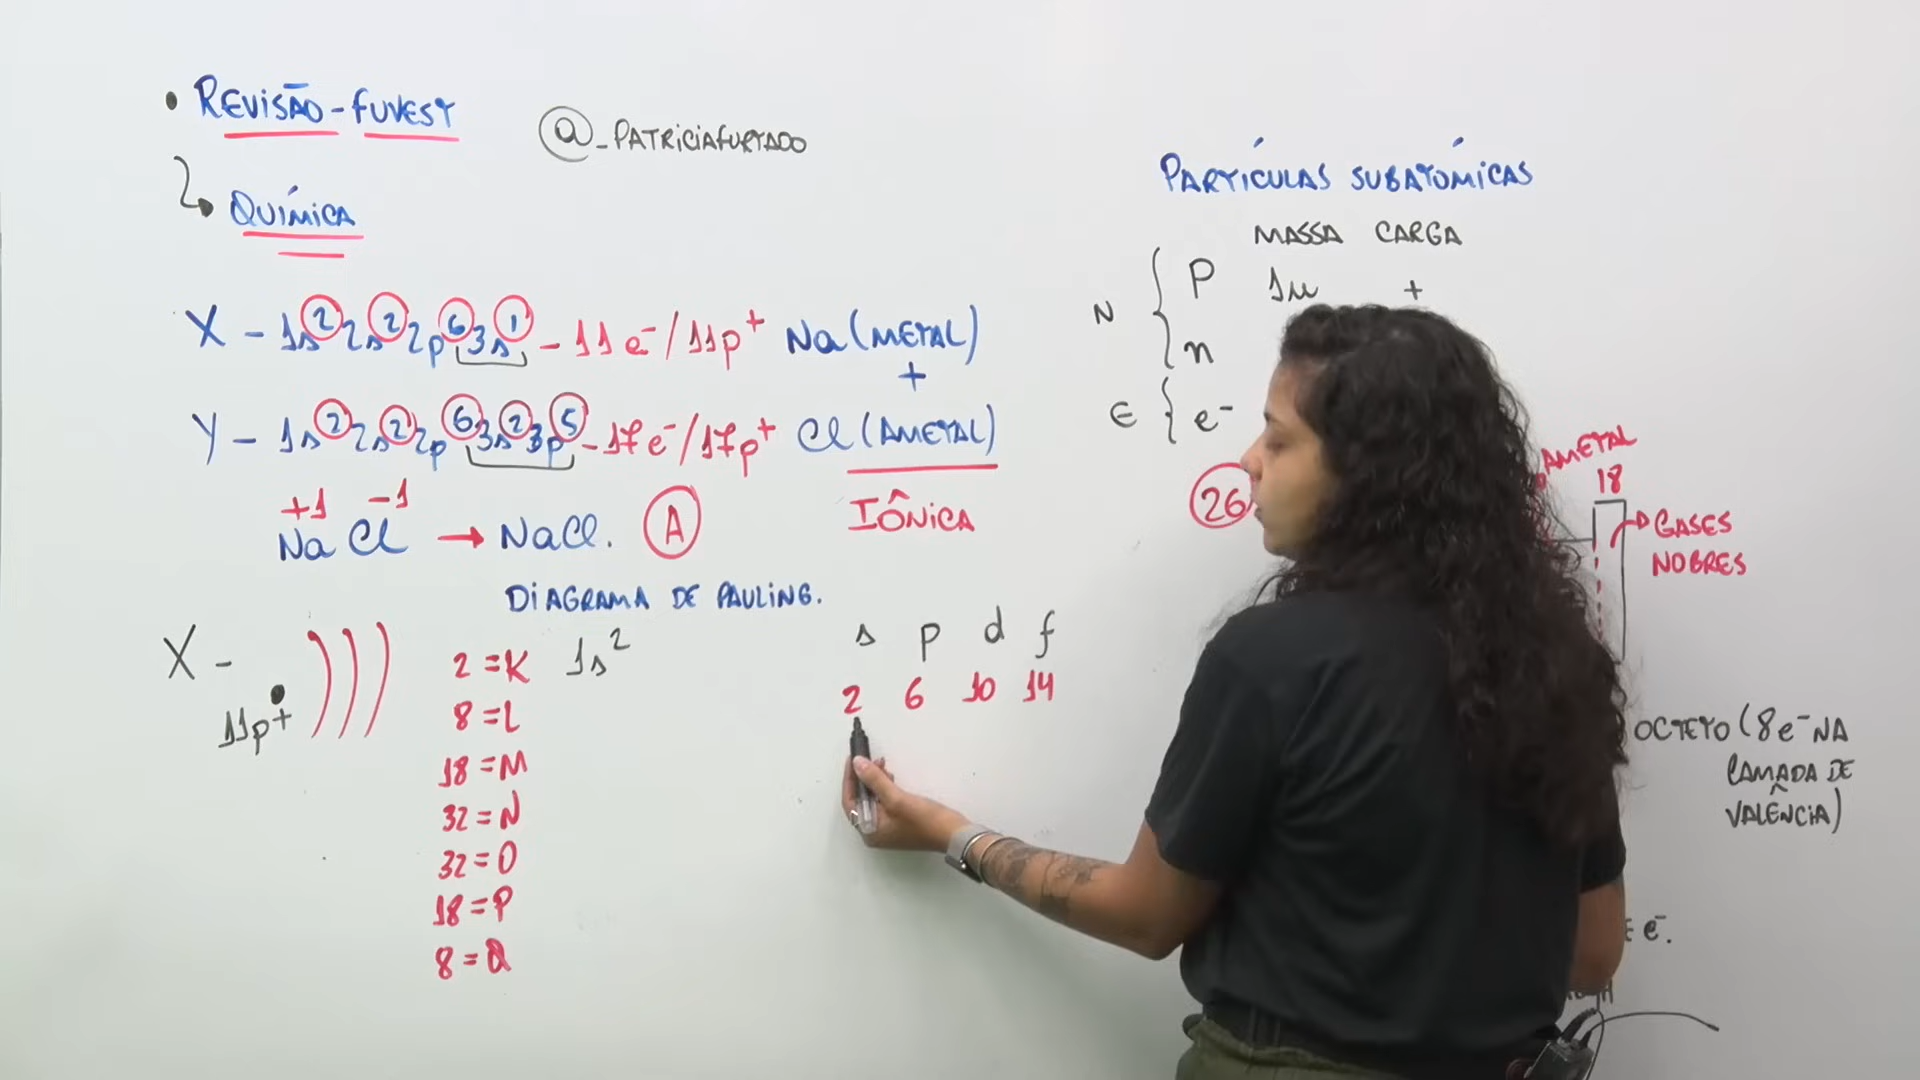 • REVISÃO - FUVEST
@_PATRICIAFURTADO
QUÍMICA
X - 1s² 2s² 2p⁶ 3s¹ - 11e⁻/11p⁺ Na (METAL)
+
Y - 1s² 2s² 2p⁶ 3s² 3p⁵ - 17e⁻/17p⁺ Cl (AMETAL)
+1 -1
Na Cl → NaCl. A
IÔNICA
DIAGRAMA DE PAULING.
X -
11p+
2 = K 1s²
8 = L
18 = M
32 = N
32 = O
18 = P
8 = Q
s p d f
2 6 10 14
PARTÍCULAS SUBATÔMICAS
MASSA CARGA
N { P 1u +
n
E { e⁻
26
AMETAL
18
GASES
NOBRES
OCTETO (8e⁻ NA
CAMADA DE
VALÊNCIA)
E e⁻.